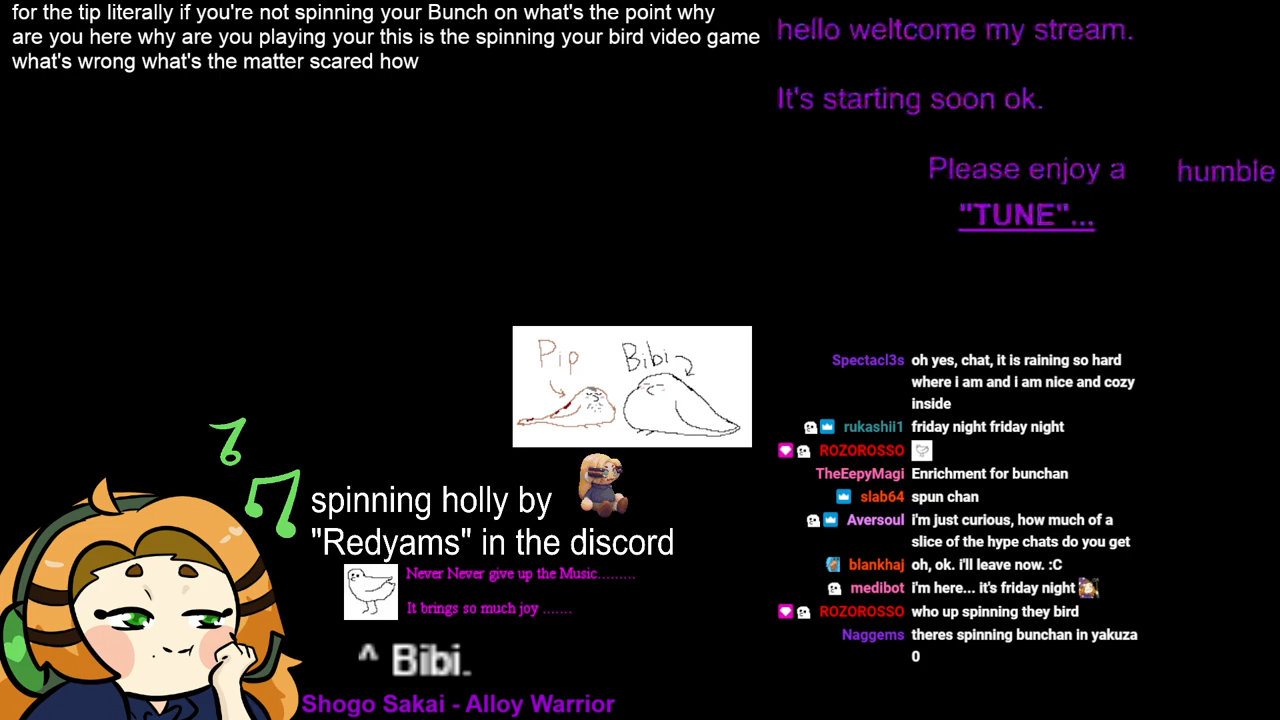 for the tip literally if you're not spinning your Bunch on what's the point why
are you here why are you playing your this is the spinning your bird video game
what's wrong what's the matter scared how
hello weltcome my stream.
It's starting soon ok.
Please enjoy a humble
"TUNE"...
Pip
Bibi
Spectacl3s oh yes, chat, it is raining so hard
where i am and i am nice and cozy
inside
rukashii1 friday night friday night
ROZOROSSO
TheEepyMagi Enrichment for bunchan
slab64 spun chan
Aversoul i'm just curious, how much of a
slice of the hype chats do you get
blankhaj oh, ok. i'll leave now. :C
medibot i'm here... it's friday night
ROZOROSSO who up spinning they bird
Naggems theres spinning bunchan in yakuza
0
spinning holly by
"Redyams" in the discord
Never Never give up the Music.........
It brings so much joy .......
^ Bibi.
Shogo Sakai - Alloy Warrior